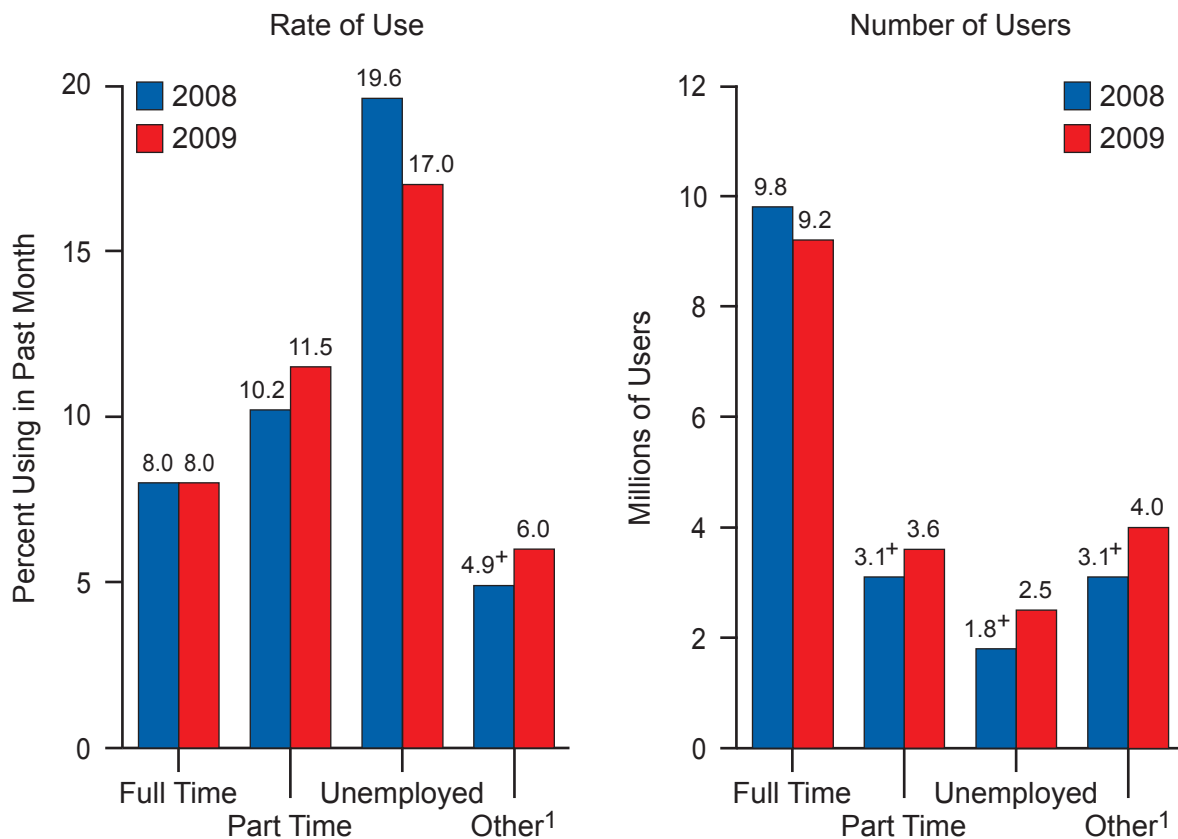 Rate of Use
Percent Using in Past Month
2008
2009
20
15
10
5
0
8.0 8.0
10.2
11.5
19.6
17.0
4.9+
6.0
Full Time
Part Time
Unemployed
Other1
Number of Users
Millions of Users
2008
2009
12
10
8
6
4
2
0
9.8
9.2
3.1+
3.6
1.8+
2.5
3.1+
4.0
Full Time
Part Time
Unemployed
Other1